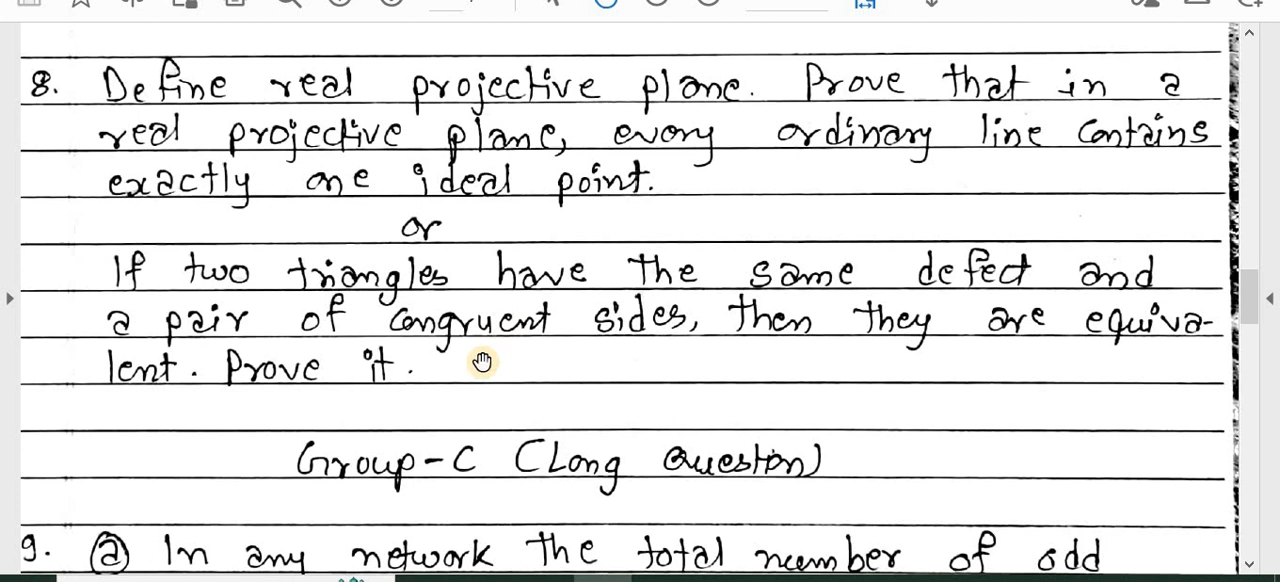 8. Define real projective plane. Prove that in a
real projective plane, every ordinary line contains
exactly one ideal point.
or
If two triangles have the same defect and
a pair of congruent sides, then they are equiva-
lent. Prove it.
Group-C (Long Question)
9. (a) In any network the total number of odd